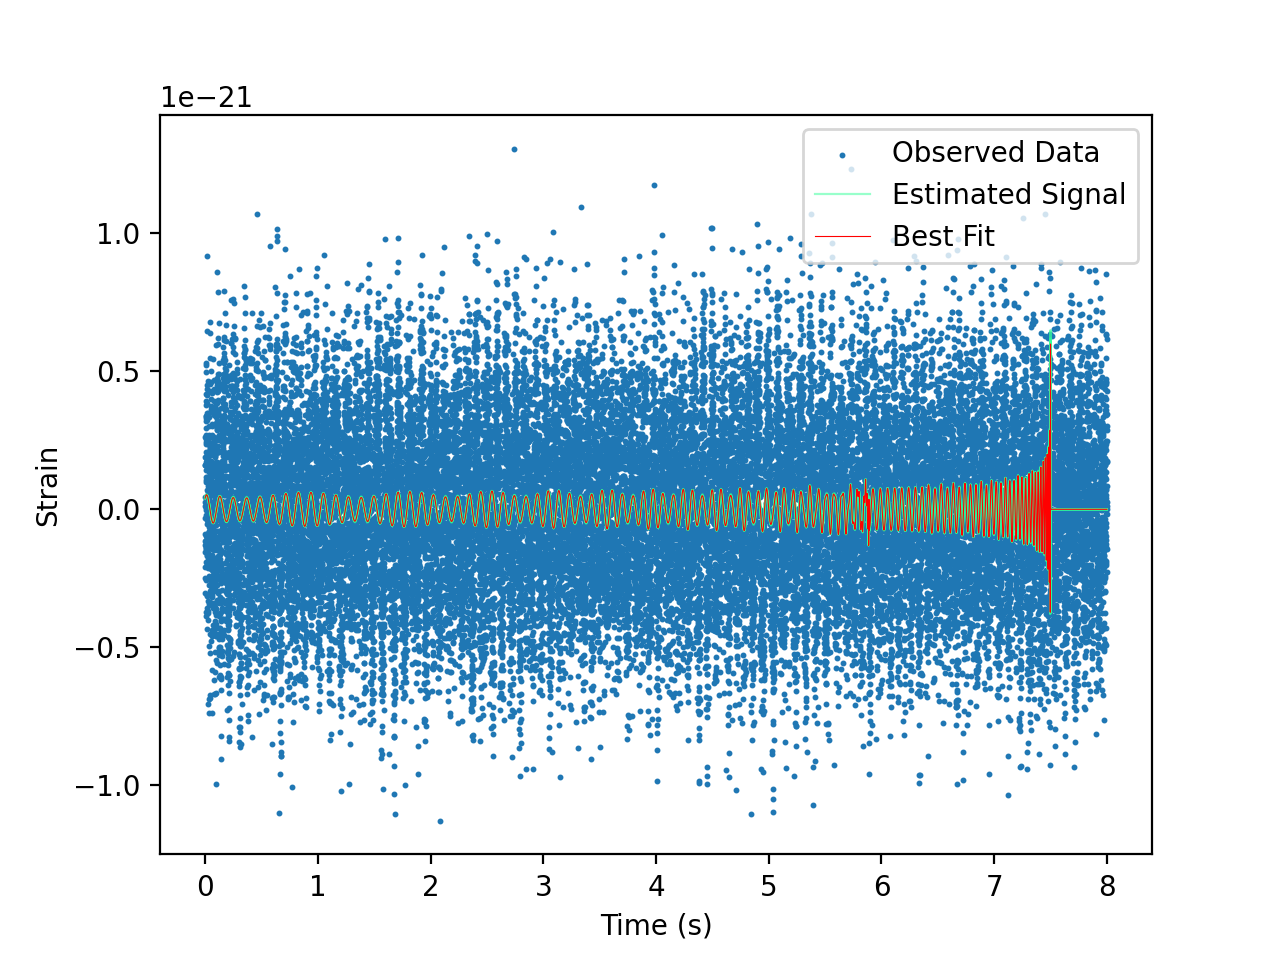 1e−21
Observed Data
Estimated Signal
Best Fit
1.0
0.5
0.0
−0.5
−1.0
Strain
0 1 2 3 4 5 6 7 8
Time (s)